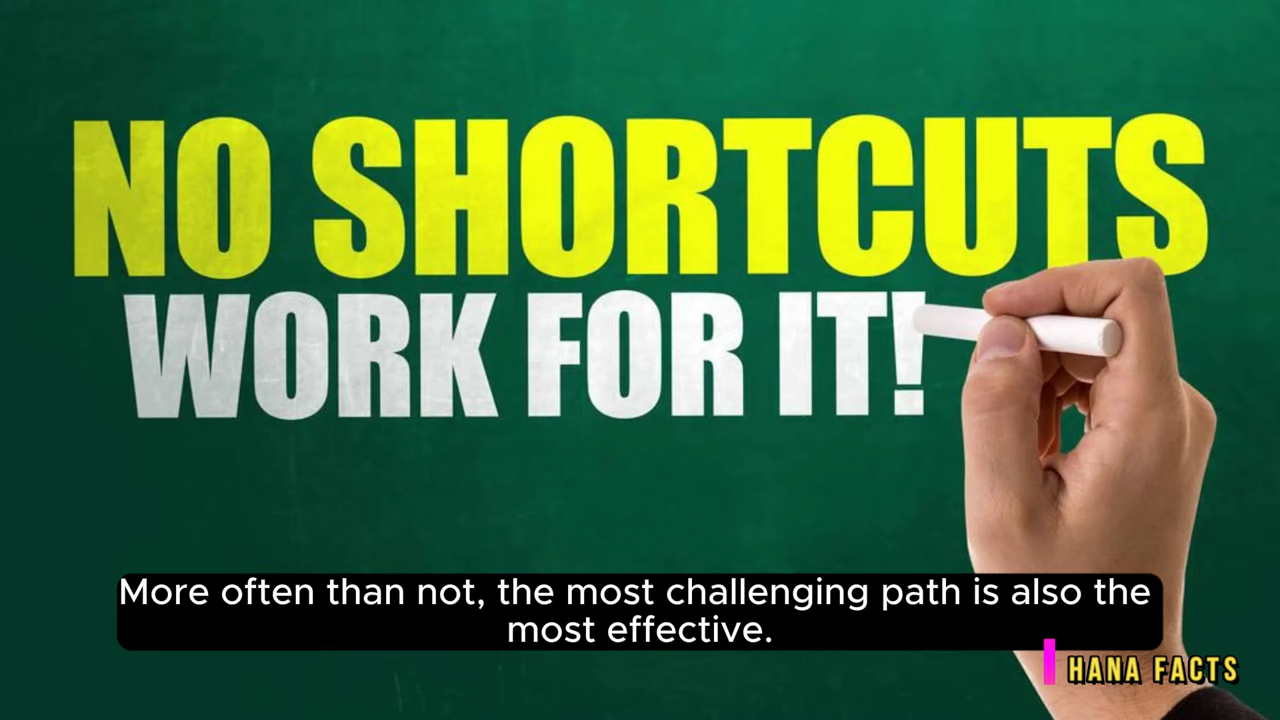 NO SHORTCUTS
WORK FOR IT!
More often than not, the most challenging path is also the
most effective.
HANA FACTS